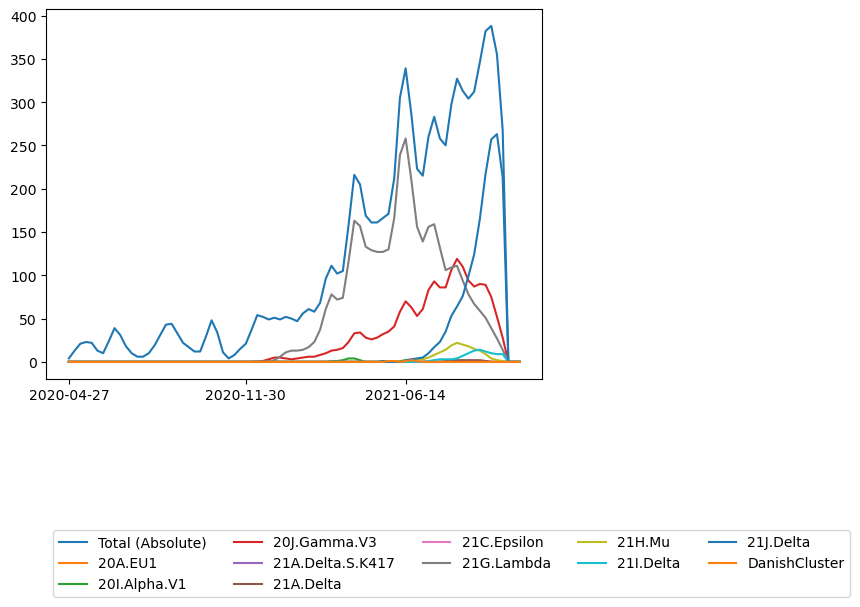 400
350
300
250
200
150
100
50
0
2020-04-27 2020-11-30 2021-06-14
Total (Absolute) 20J.Gamma.V3 21C.Epsilon 21H.Mu 21J.Delta
20A.EU1 21A.Delta.S.K417 21G.Lambda 21I.Delta DanishCluster
20I.Alpha.V1 21A.Delta